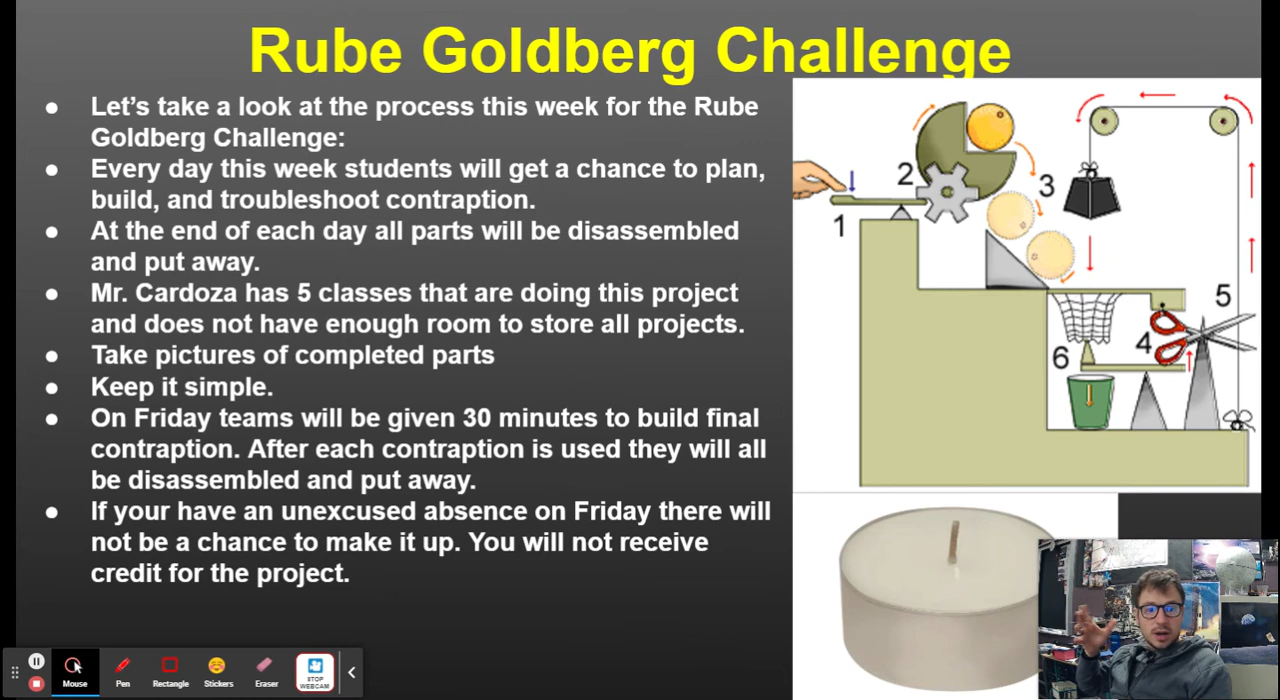 Rube Goldberg Challenge
● Let's take a look at the process this week for the Rube
Goldberg Challenge:
● Every day this week students will get a chance to plan,
build, and troubleshoot contraption.
● At the end of each day all parts will be disassembled
and put away.
● Mr. Cardoza has 5 classes that are doing this project
and does not have enough room to store all projects.
● Take pictures of completed parts
● Keep it simple.
● On Friday teams will be given 30 minutes to build final
contraption. After each contraption is used they will all
be disassembled and put away.
● If your have an unexcused absence on Friday there will
not be a chance to make it up. You will not receive
credit for the project.
1
2
3
4
5
6
Mouse
Pen
Rectangle
Stickers
Eraser
STOP
WEBCAM